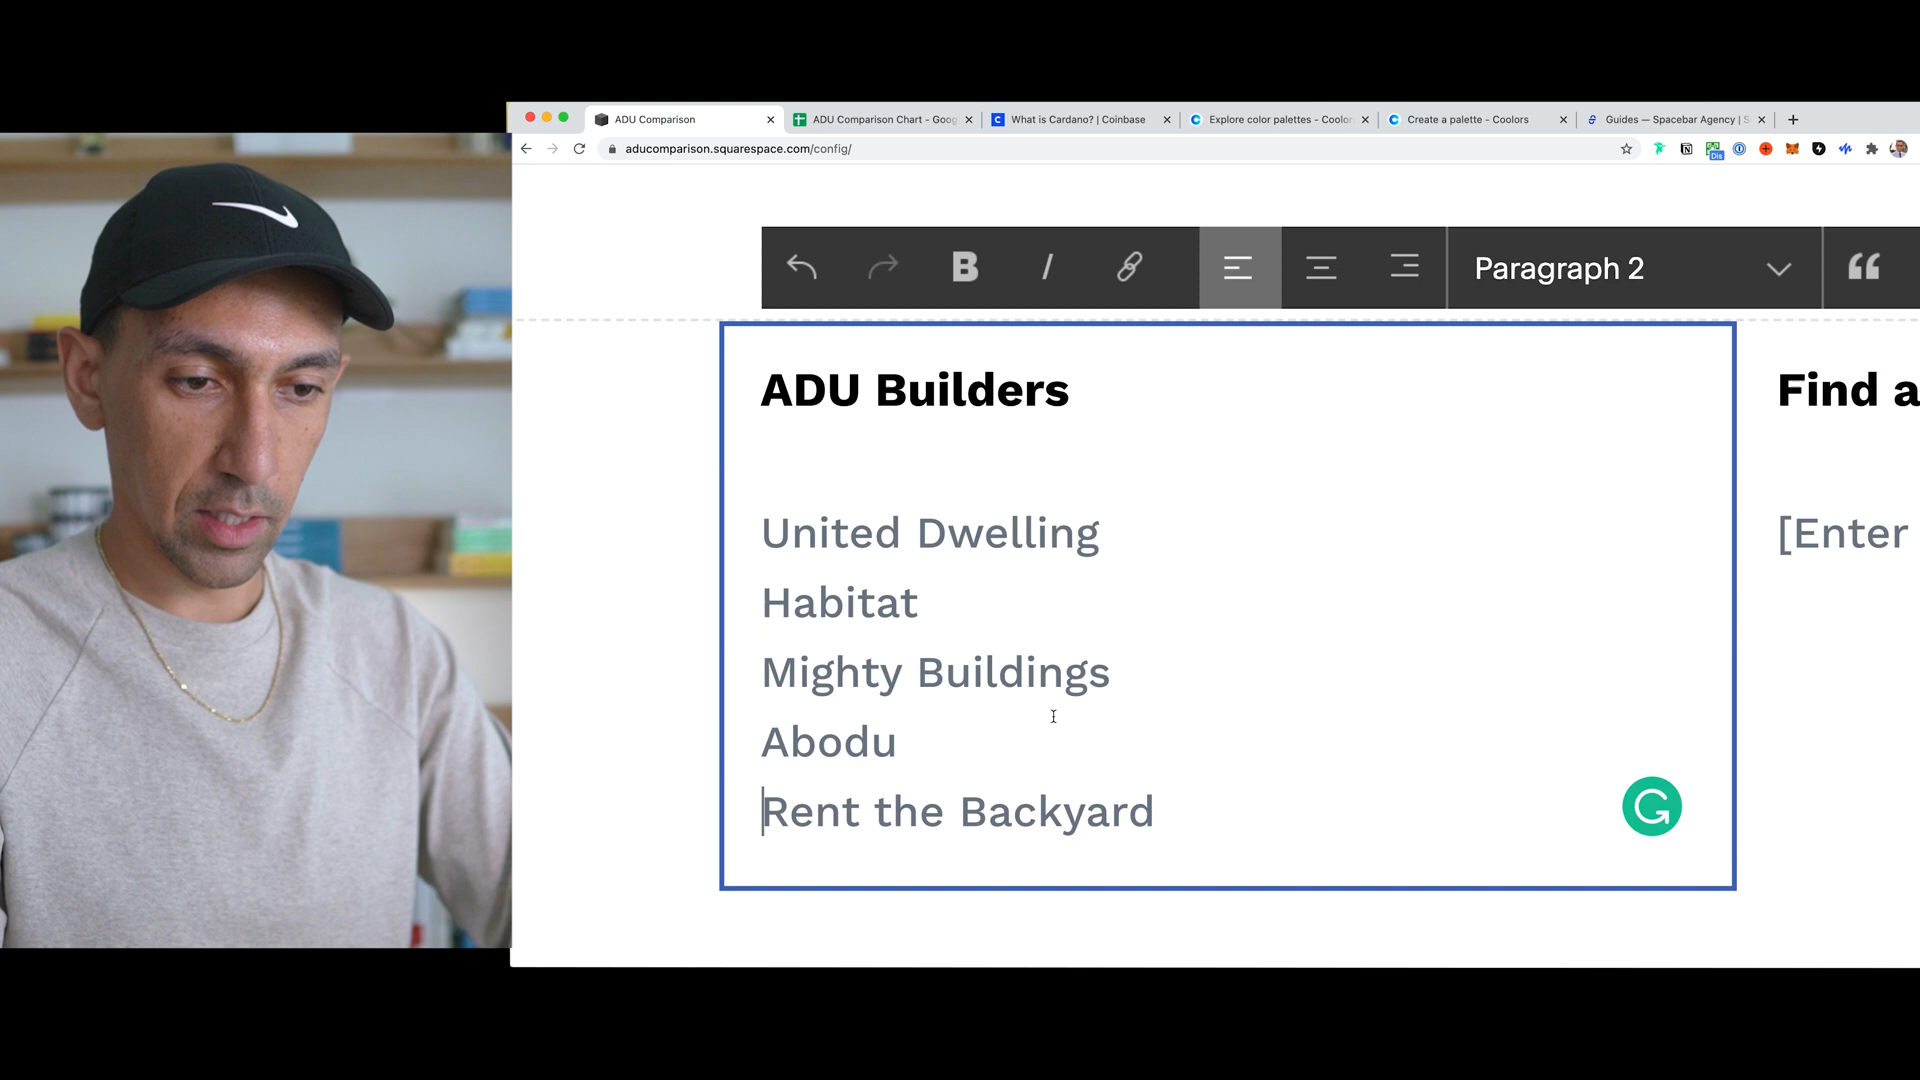 ADU Comparison
ADU Comparison Chart - Goog
What is Cardano? | Coinbase
Explore color palettes - Coolor
Create a palette - Coolors
Guides — Spacebar Agency | S
aducomparison.squarespace.com/config/
Dis
B I Paragraph 2
ADU Builders
United Dwelling
Habitat
Mighty Buildings
Abodu
Rent the Backyard
Find a
[Enter